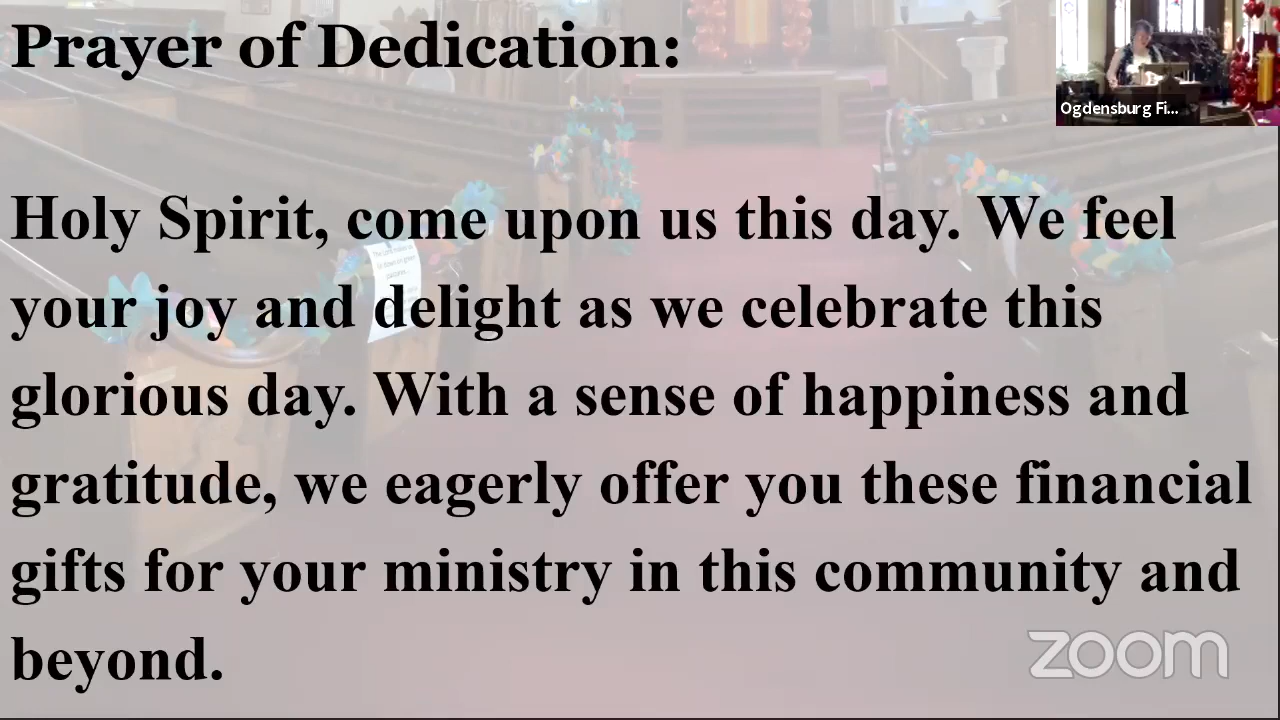 Prayer of Dedication:
Ogdensburg Fi...
Holy Spirit, come upon us this day. We feel
your joy and delight as we celebrate this
glorious day. With a sense of happiness and
gratitude, we eagerly offer you these financial
gifts for your ministry in this community and
beyond.
zoom